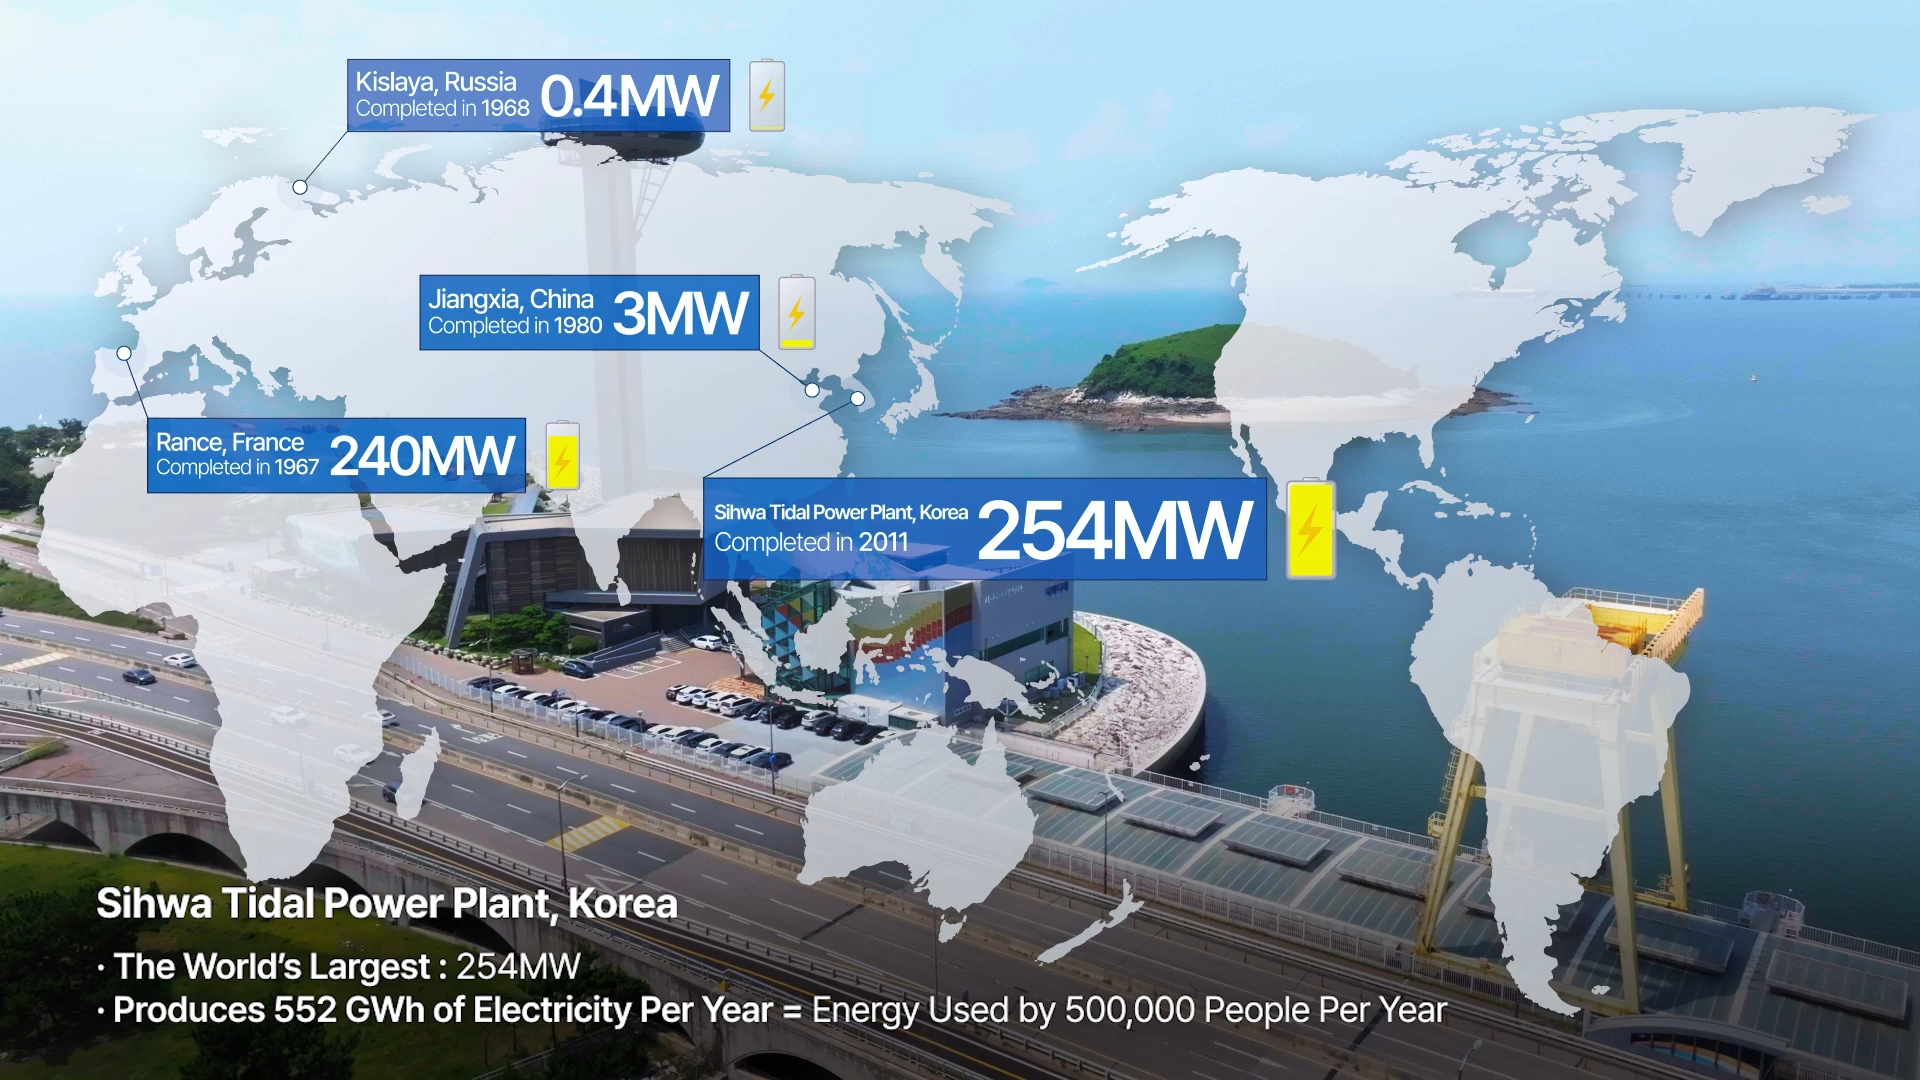 Kislaya, Russia
Completed in 1968
0.4MW
Jiangxia, China
Completed in 1980
3MW
Rance, France
Completed in 1967
240MW
Sihwa Tidal Power Plant, Korea
Completed in 2011
254MW
Sihwa Tidal Power Plant, Korea
· The World's Largest : 254MW
· Produces 552 GWh of Electricity Per Year = Energy Used by 500,000 People Per Year